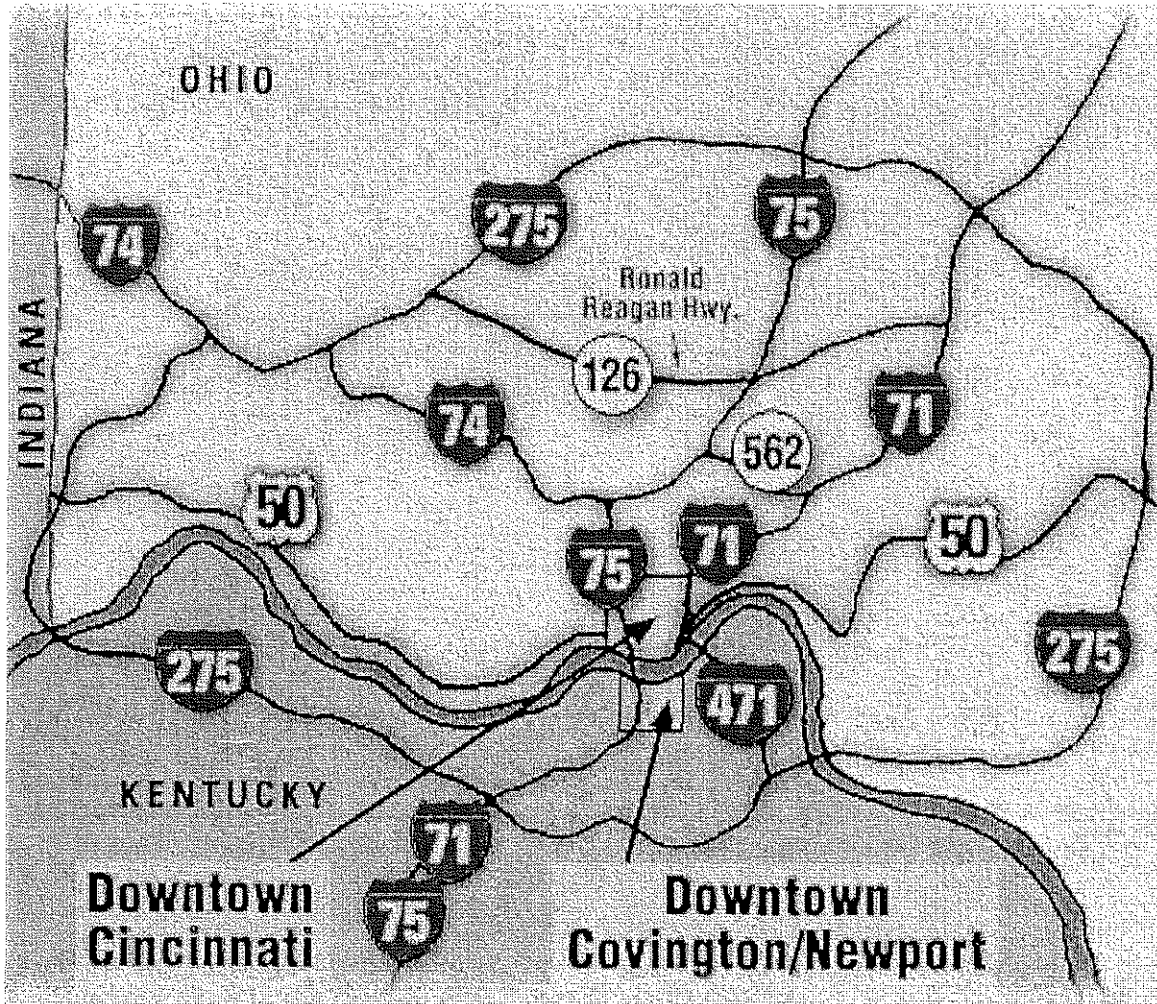 OHIO
74
275
75
Ronald
Reagan Hwy.
INDIANA
126
71
74
562
50
75
71
50
275
471
275
KENTUCKY
71
75
Downtown
Cincinnati
Downtown
Covington/Newport